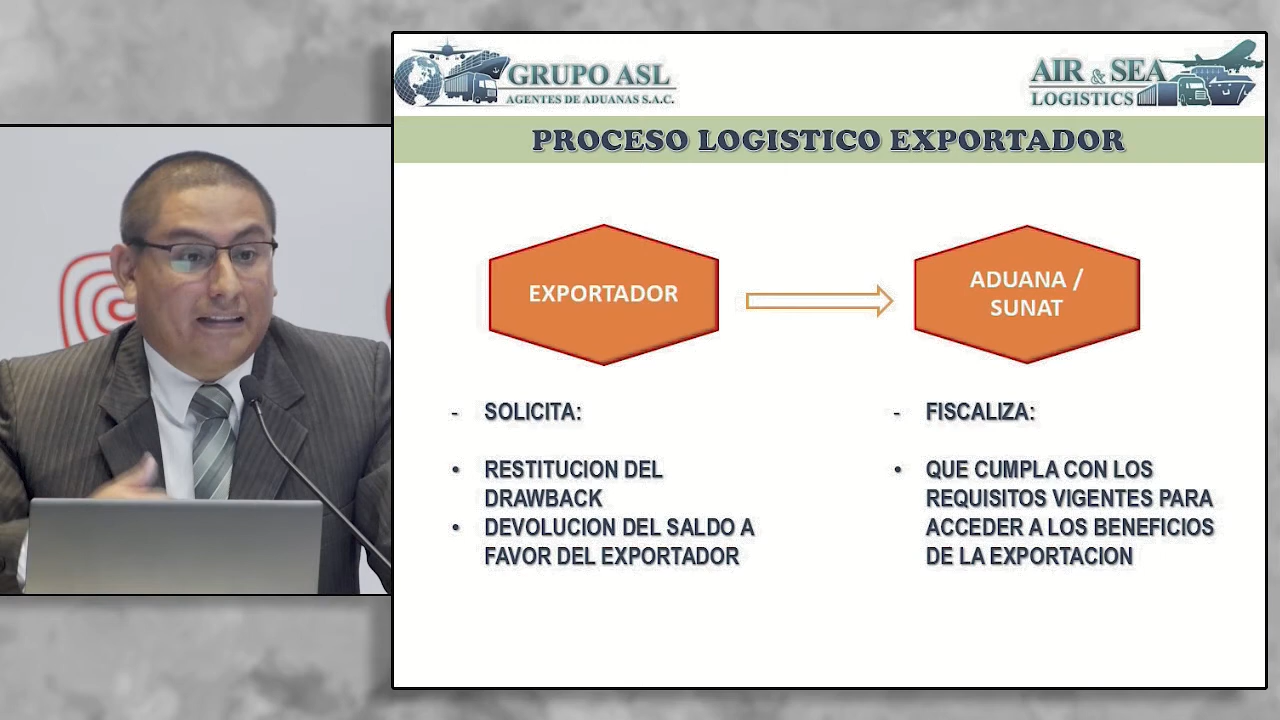 GRUPO ASL
AGENTES DE ADUANAS S.A.C.
AIR & SEA
LOGISTICS
PROCESO LOGISTICO EXPORTADOR
EXPORTADOR
ADUANA /
SUNAT
- SOLICITA:
• RESTITUCION DEL
DRAWBACK
• DEVOLUCION DEL SALDO A
FAVOR DEL EXPORTADOR
- FISCALIZA:
• QUE CUMPLA CON LOS
REQUISITOS VIGENTES PARA
ACCEDER A LOS BENEFICIOS
DE LA EXPORTACION